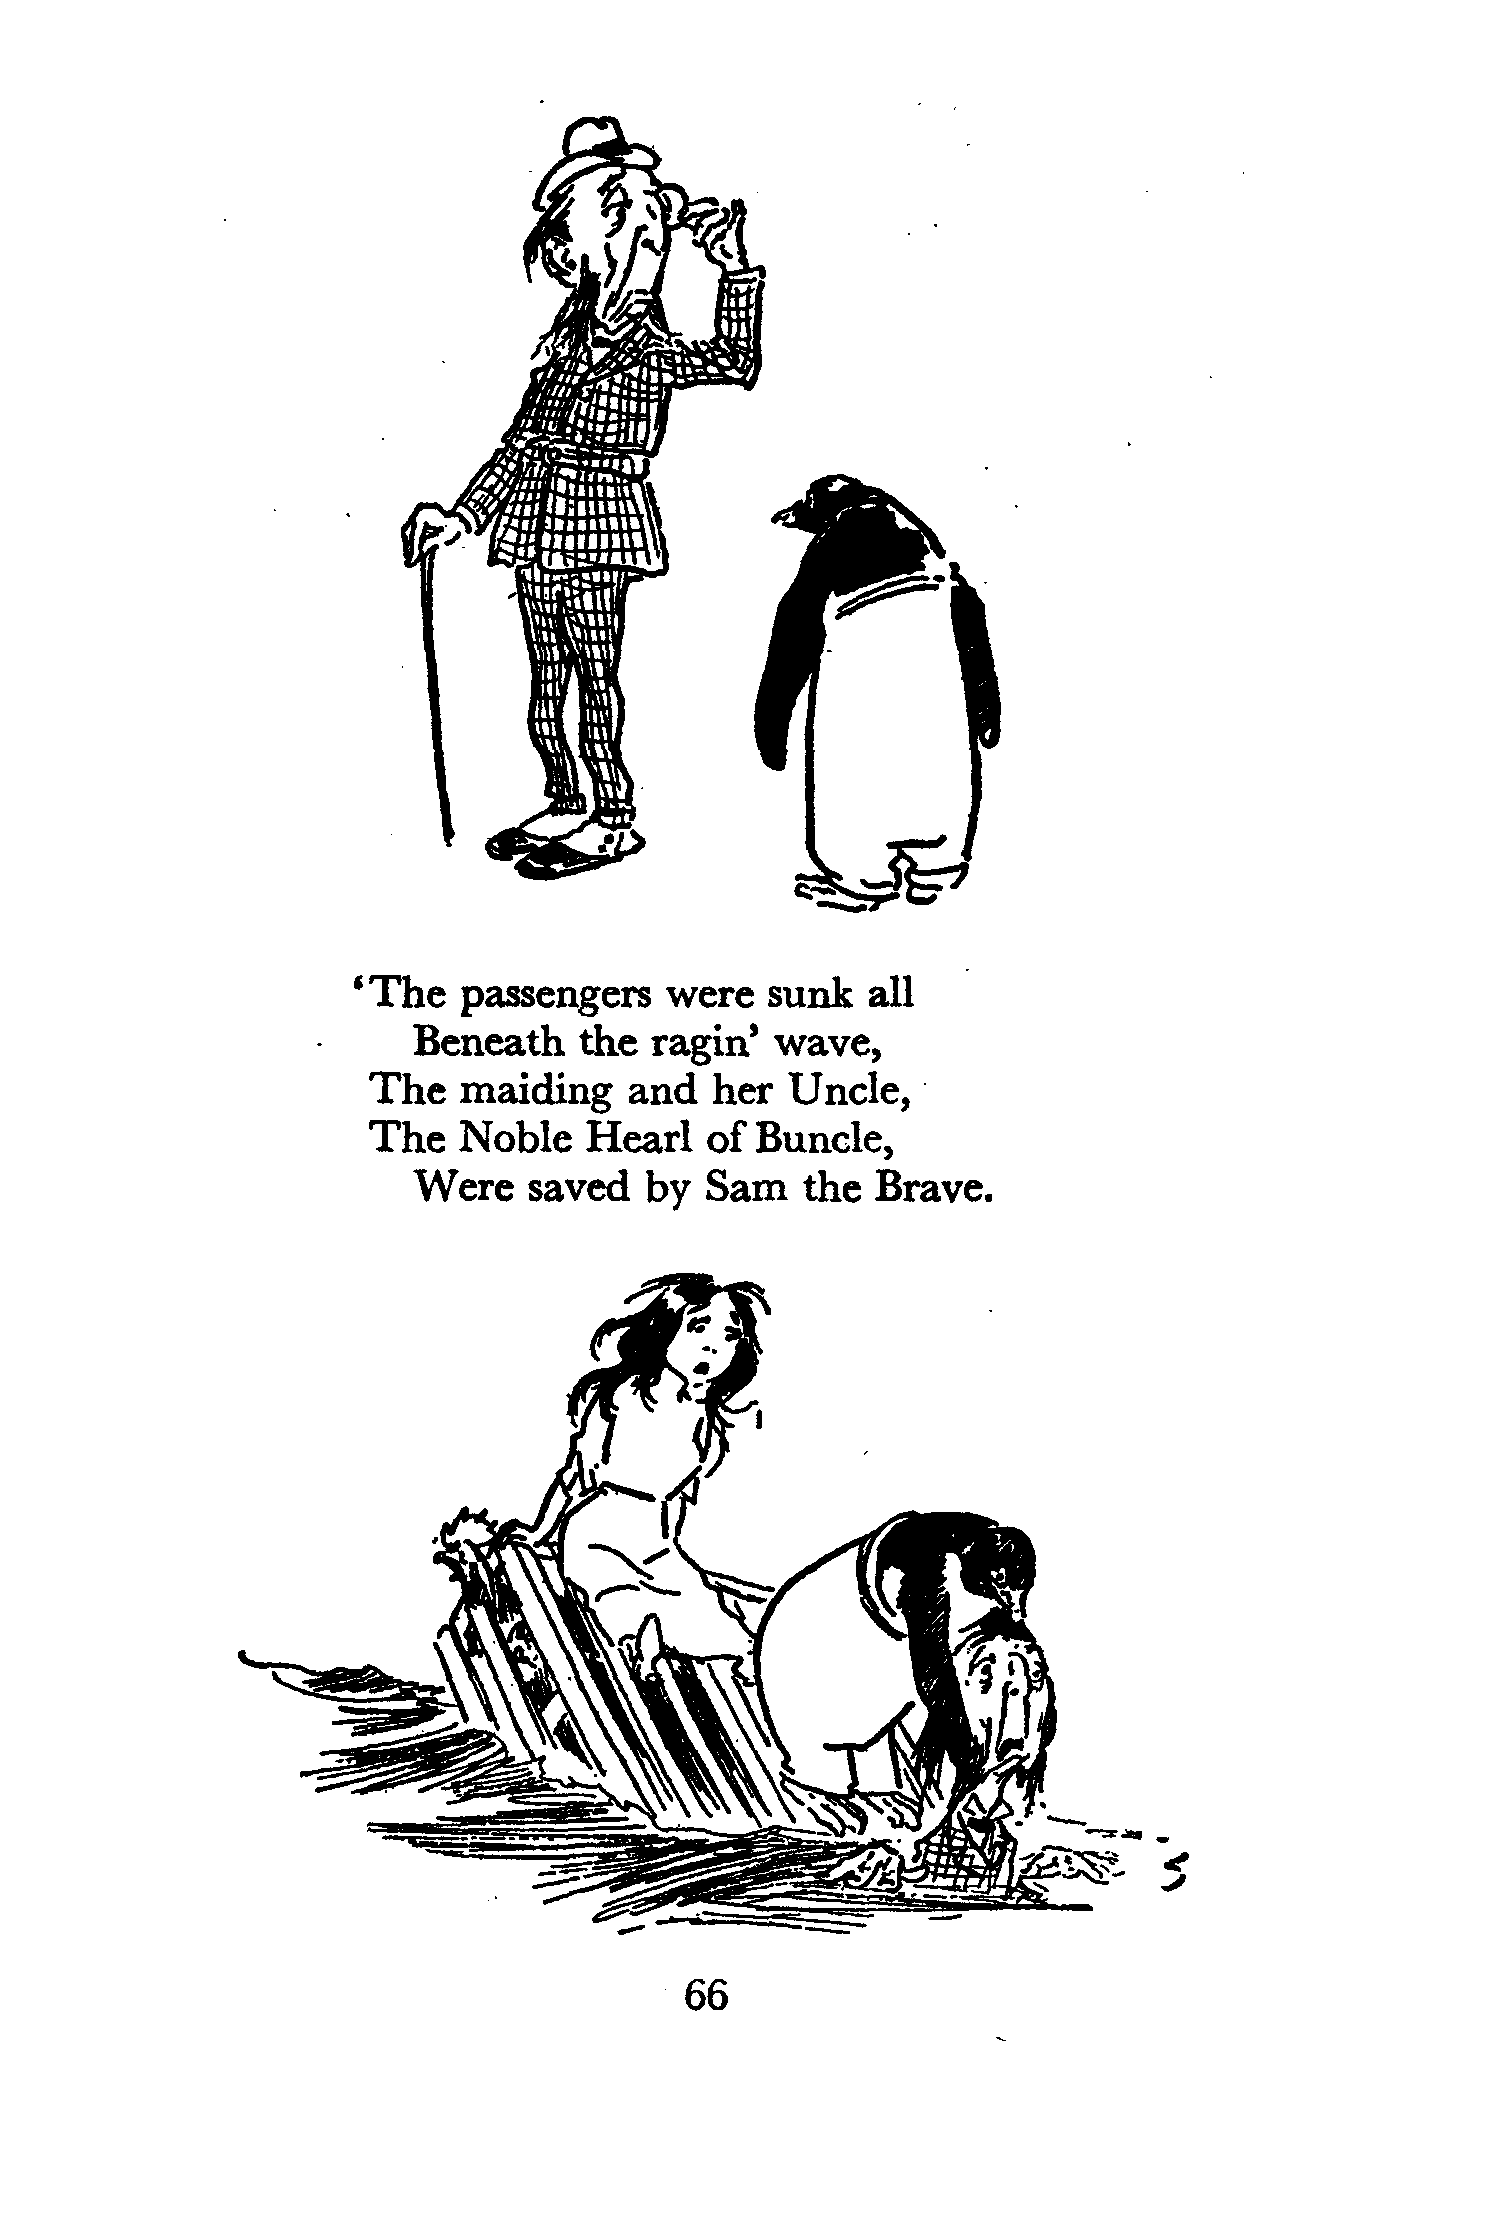 ‘The passengers were sunk all
Beneath the ragin’ wave,
The maiding and her Uncle,
The Noble Hearl of Buncle,
Were saved by Sam the Brave.
66